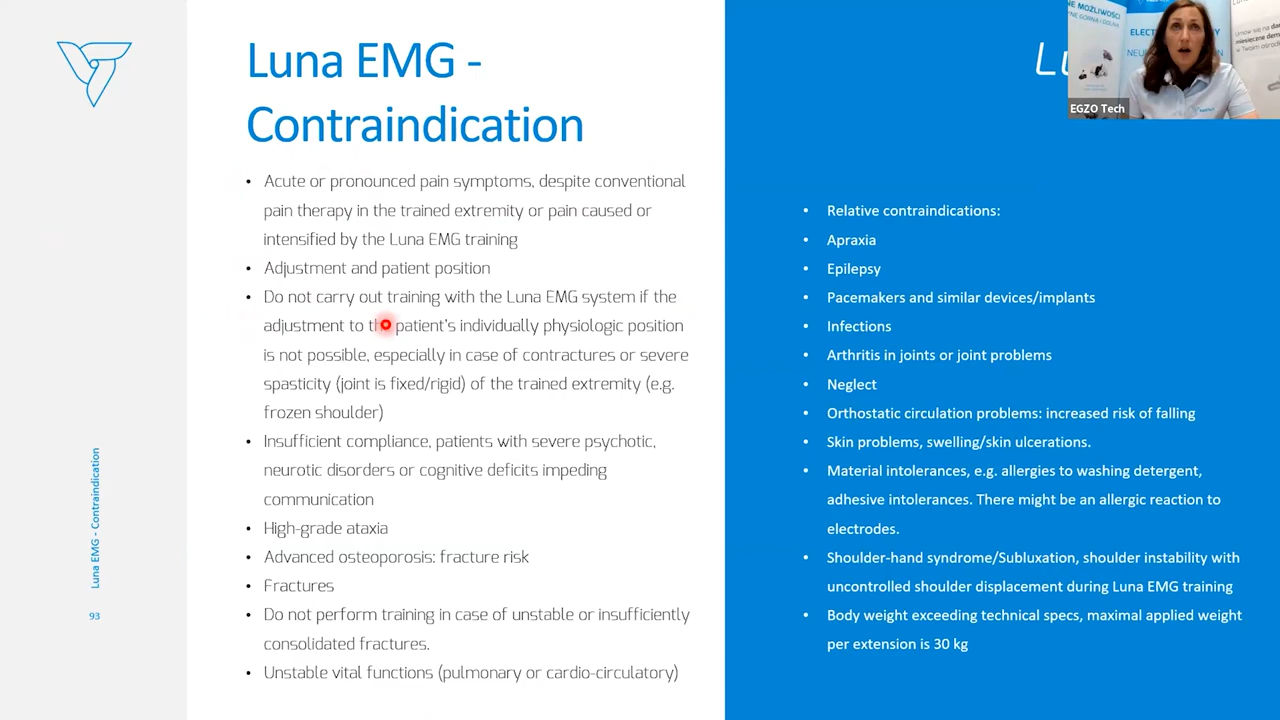 Luna EMG -
Contraindication
• Acute or pronounced pain symptoms, despite conventional
pain therapy in the trained extremity or pain caused or
intensified by the Luna EMG training
• Adjustment and patient position
• Do not carry out training with the Luna EMG system if the
adjustment to the patient's individually physiologic position
is not possible, especially in case of contractures or severe
spasticity (joint is fixed/rigid) of the trained extremity (e.g.
frozen shoulder)
• Insufficient compliance, patients with severe psychotic,
neurotic disorders or cognitive deficits impeding
communication
• High-grade ataxia
• Advanced osteoporosis: fracture risk
• Fractures
• Do not perform training in case of unstable or insufficiently
consolidated fractures.
• Unstable vital functions (pulmonary or cardio-circulatory)
• Relative contraindications:
• Apraxia
• Epilepsy
• Pacemakers and similar devices/implants
• Infections
• Arthritis in joints or joint problems
• Neglect
• Orthostatic circulation problems: increased risk of falling
• Skin problems, swelling/skin ulcerations.
• Material intolerances, e.g. allergies to washing detergent,
adhesive intolerances. There might be an allergic reaction to
electrodes.
• Shoulder-hand syndrome/Subluxation, shoulder instability with
uncontrolled shoulder displacement during Luna EMG training
• Body weight exceeding technical specs, maximal applied weight
per extension is 30 kg
Luna EMG - Contraindication
93
EGZO Tech
MOŻLIWOŚCI